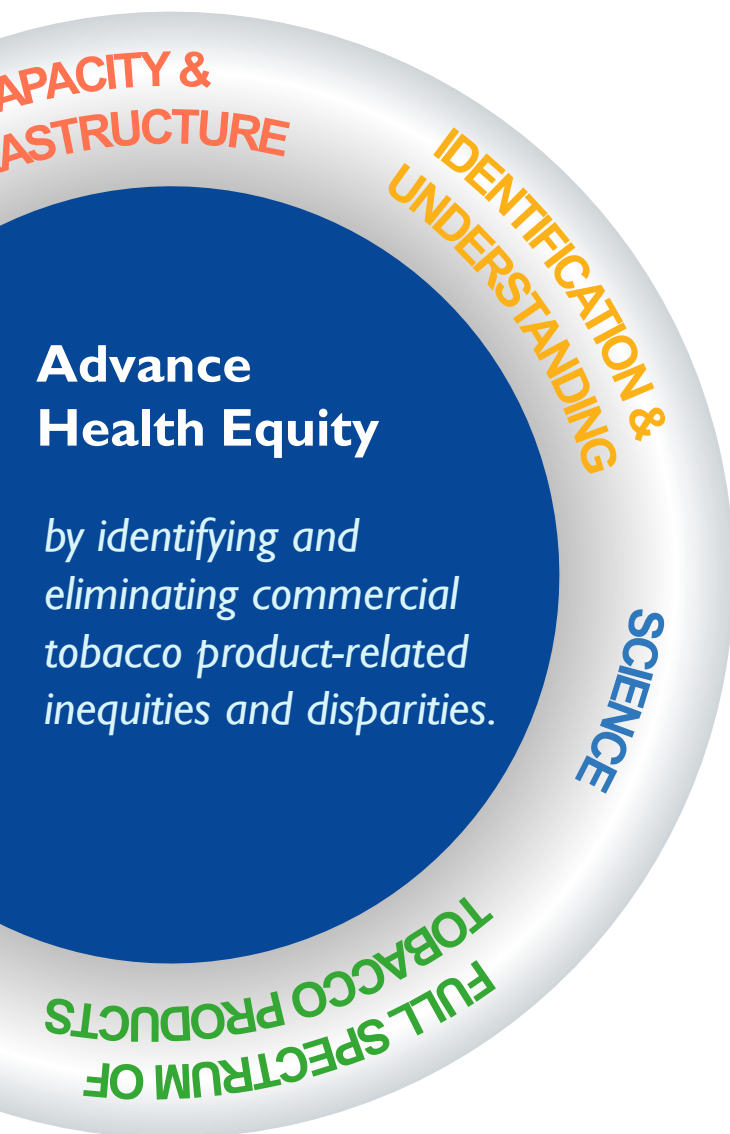 APACITY &
ASTRUCTURE
IDENTIFICATION &
UNDERSTANDING
Advance
Health Equity
by identifying and
eliminating commercial
tobacco product-related
inequities and disparities.
SCIENCE
FULL SPECTRUM OF
TOBACCO PRODUCTS